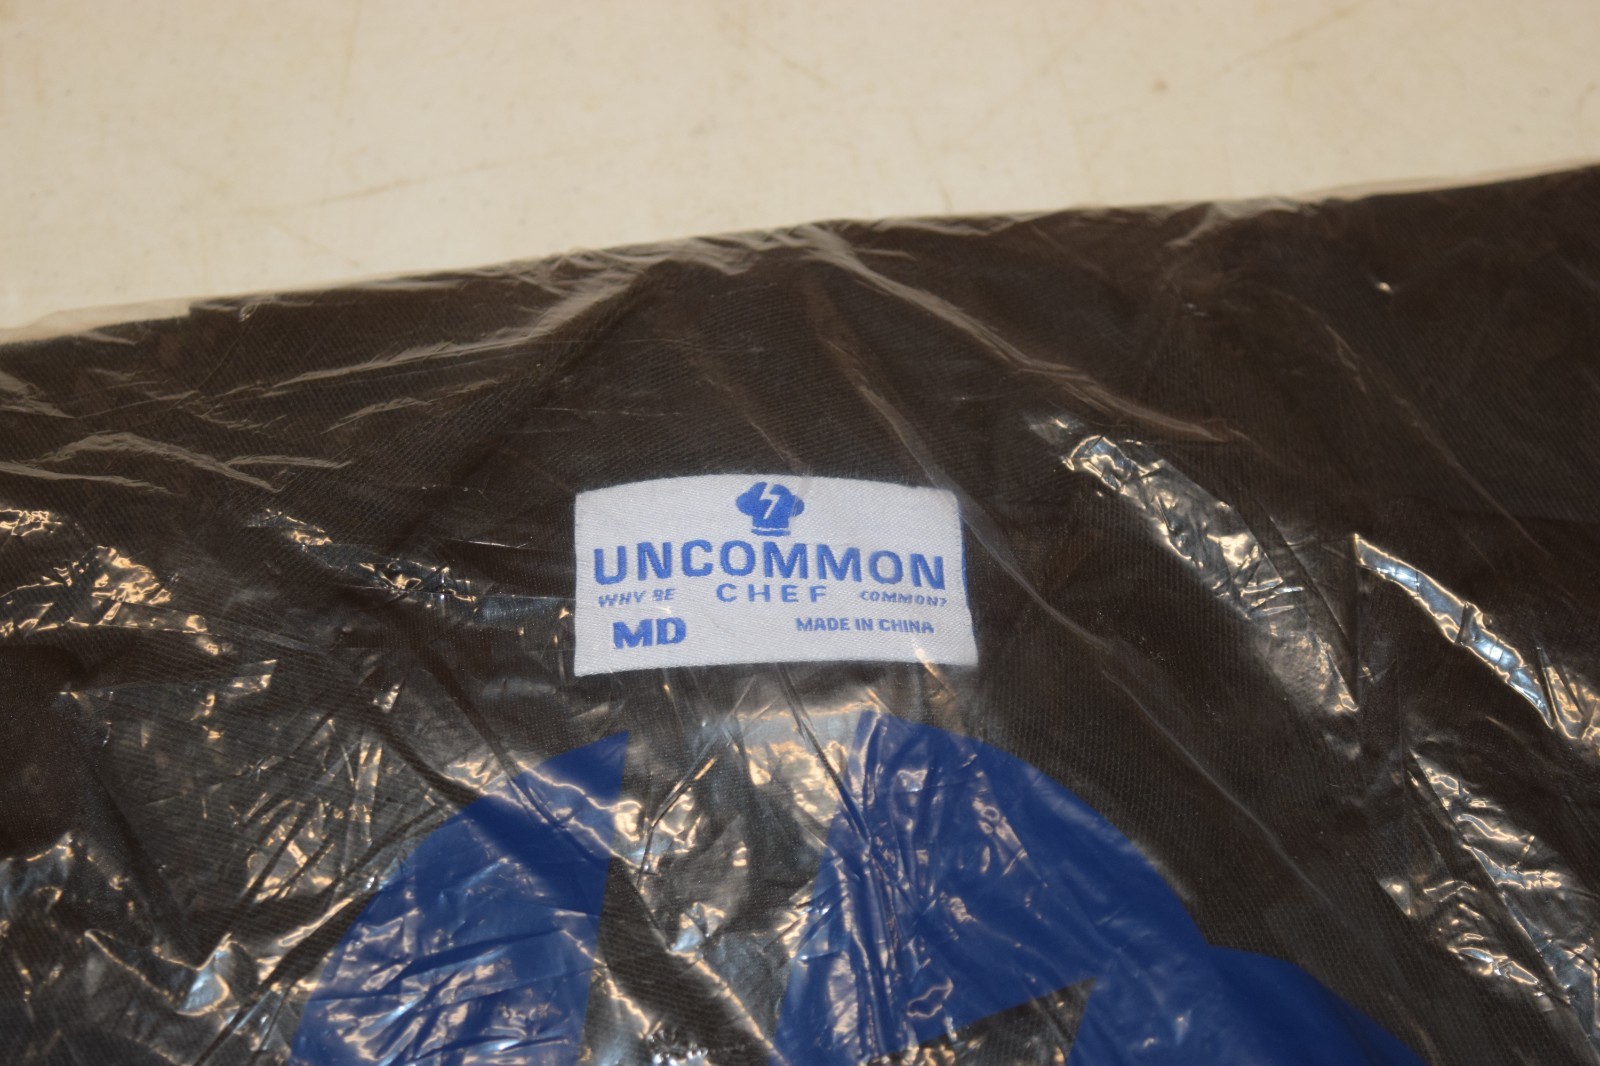 UNCOMMON
WHY BE CHEF COMMON?
MD MADE IN CHINA